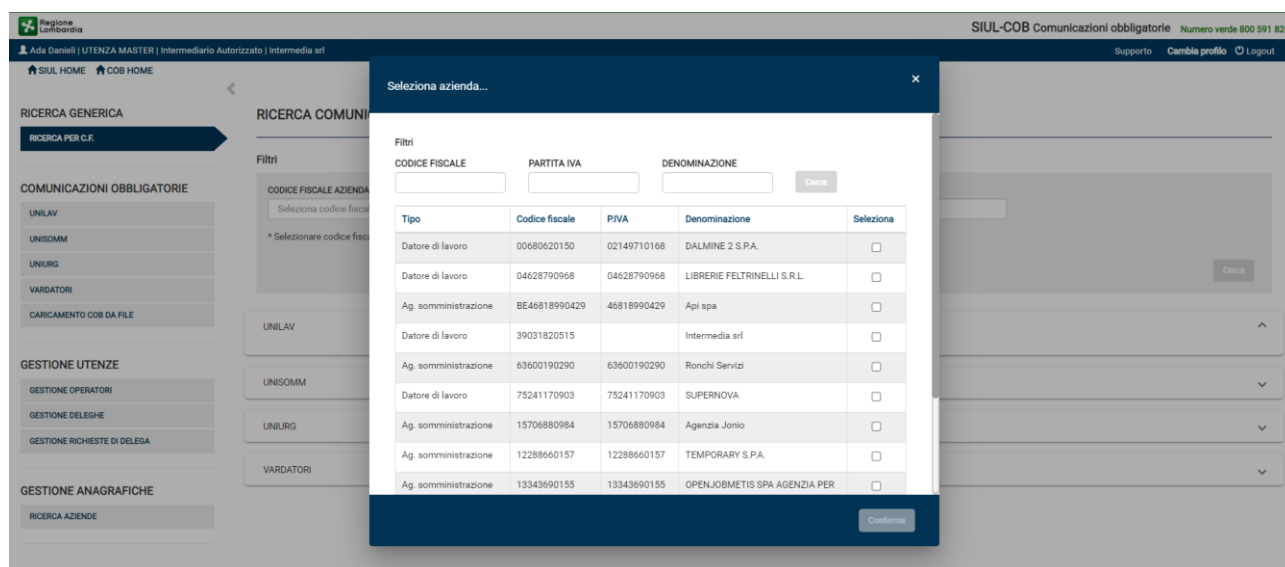 Regione
Lombardia
SIUL-COB Comunicazioni obbligatorie Numero verde 800 591 82
Ada Danieli | UTENZA MASTER | Intermediario Autorizzato | Intermedia srl
Supporto Cambia profilo Logout
SIUL HOME COB HOME
RICERCA GENERICA
RICERCA PER C.F.
COMUNICAZIONI OBBLIGATORIE
UNILAV
UNISOMM
UNIURG
VARDATORI
CARICAMENTO COB DA FILE
GESTIONE UTENZE
GESTIONE OPERATORI
GESTIONE DELEGHE
GESTIONE RICHIESTE DI DELEGA
GESTIONE ANAGRAFICHE
RICERCA AZIENDE
RICERCA COMUNI
Filtri
CODICE FISCALE AZIENDA
Seleziona codice fiscal
* Selezionare codice fisca
Cerca
UNILAV
UNISOMM
UNIURG
VARDATORI
Seleziona azienda...
×
Filtri
CODICE FISCALE PARTITA IVA DENOMINAZIONE
Cerca
Tipo Codice fiscale P.IVA Denominazione Seleziona
Datore di lavoro 00680620150 02149710168 DALMINE 2 S.P.A.
Datore di lavoro 04628790968 04628790968 LIBRERIE FELTRINELLI S.R.L.
Ag. somministrazione BE46818990429 46818990429 Api spa
Datore di lavoro 39031820515 Intermedia srl
Ag. somministrazione 63600190290 63600190290 Ronchi Servizi
Datore di lavoro 75241170903 75241170903 SUPERNOVA
Ag. somministrazione 15706880984 15706880984 Agenzia Jonio
Ag. somministrazione 12288660157 12288660157 TEMPORARY S.P.A.
Ag. somministrazione 13343690155 13343690155 OPENJOBMETIS SPA AGENZIA PER
Conferma